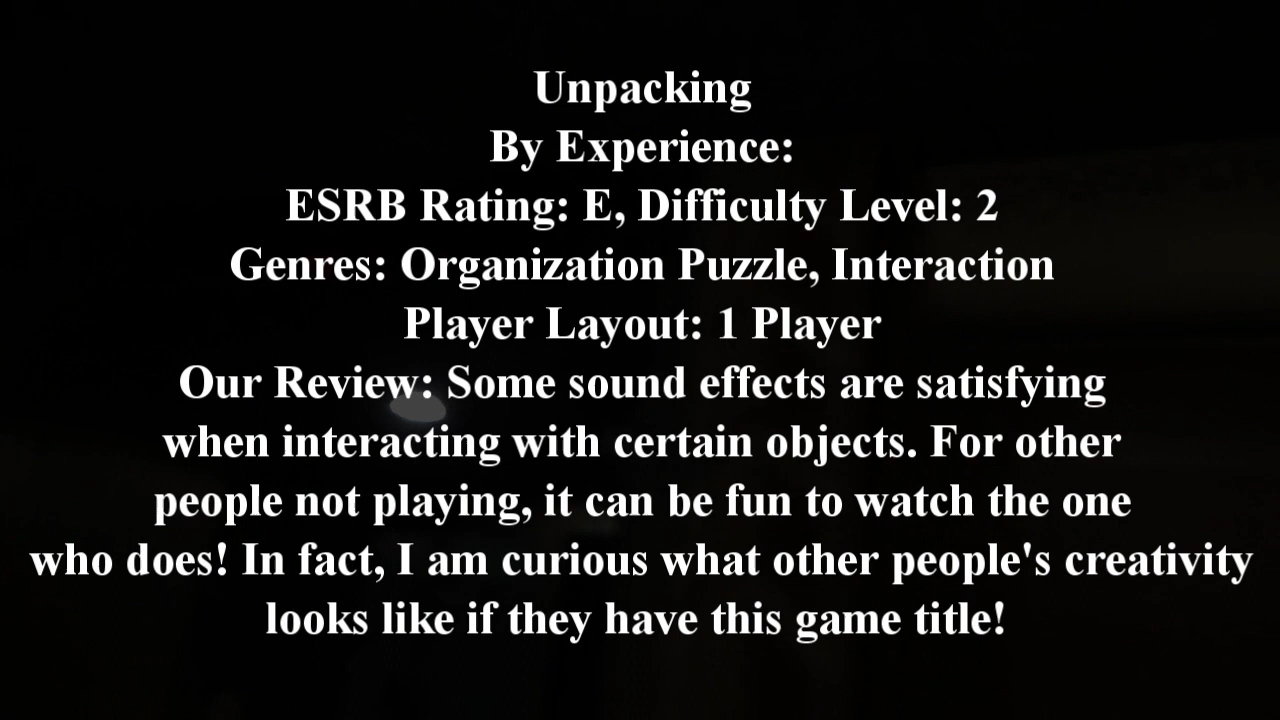 Unpacking
By Experience:
ESRB Rating: E, Difficulty Level: 2
Genres: Organization Puzzle, Interaction
Player Layout: 1 Player
Our Review: Some sound effects are satisfying
when interacting with certain objects. For other
people not playing, it can be fun to watch the one
who does! In fact, I am curious what other people's creativity
looks like if they have this game title!